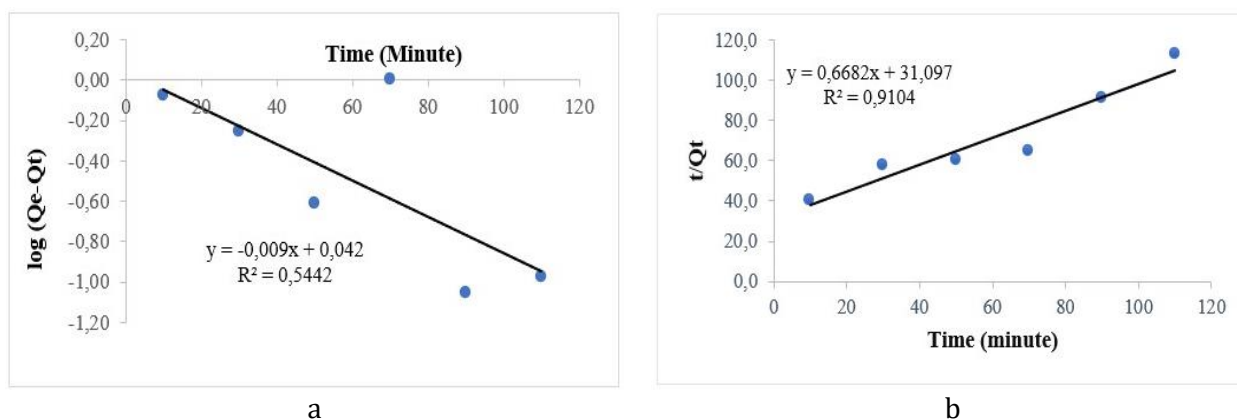 0,20
0,00
-0,20
-0,40
-0,60
-0,80
-1,00
-1,20
0 20 40 60 80 100 120
Time (Minute)
log (Qe-Qt)
y = -0,009x + 0,042
R² = 0,5442
a
120,0
100,0
80,0
60,0
40,0
20,0
0,0
0 20 40 60 80 100 120
t/Qt
y = 0,6682x + 31,097
R² = 0,9104
Time (minute)
b